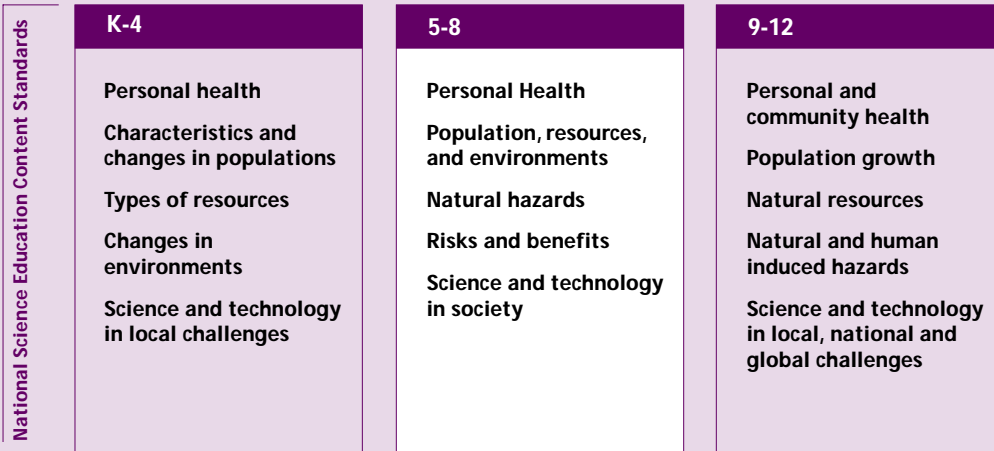 National Science Education Content Standards
K-4
Personal health
Characteristics and
changes in populations
Types of resources
Changes in
environments
Science and technology
in local challenges
5-8
Personal Health
Population, resources,
and environments
Natural hazards
Risks and benefits
Science and technology
in society
9-12
Personal and
community health
Population growth
Natural resources
Natural and human
induced hazards
Science and technology
in local, national and
global challenges